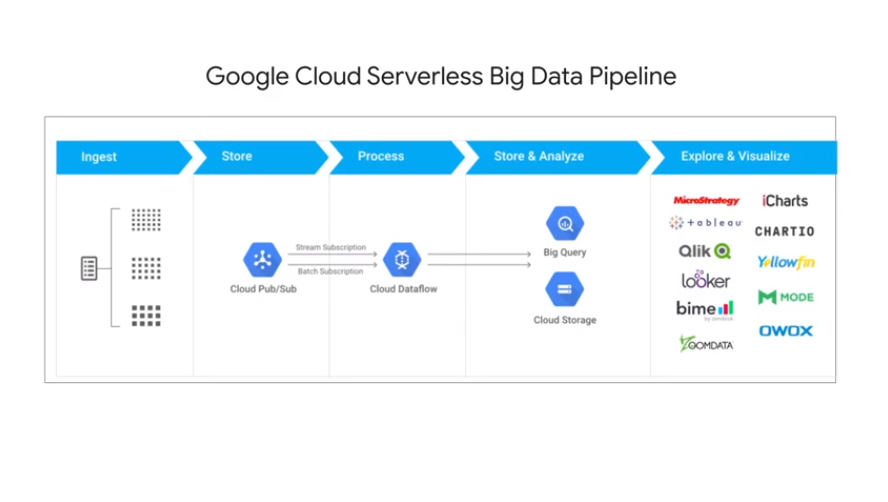 Google Cloud Serverless Big Data Pipeline
Ingest
Store
Process
Store & Analyze
Explore & Visualize
Stream Subscription
Batch Subscription
Cloud Pub/Sub
Cloud Dataflow
Big Query
Cloud Storage
MicroStrategy
iCharts
+ableau
CHARTIO
Qlik
Yellowfin
looker
MODE
bime
by zendesk
OWOX
ZOOMDATA